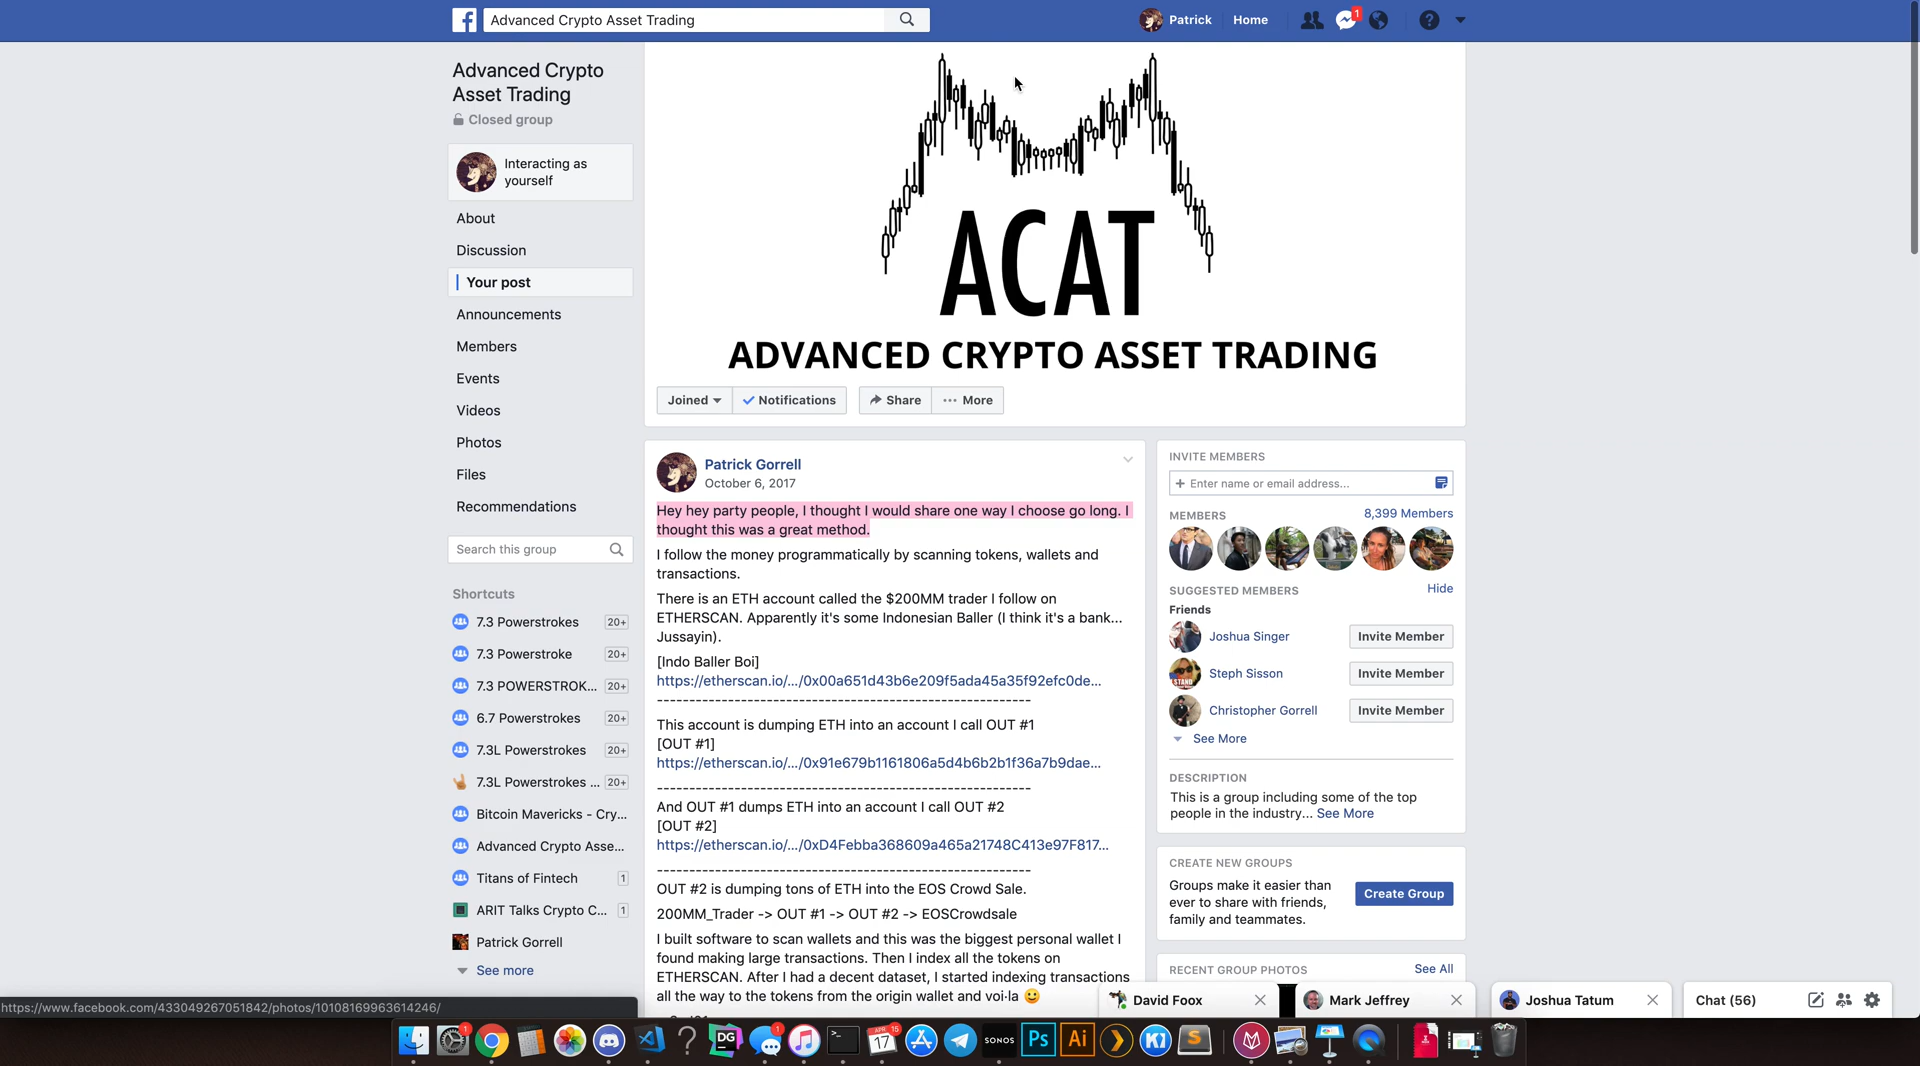 Advanced Crypto Asset Trading
Patrick
Home
1
Advanced Crypto
Asset Trading
Closed group
Interacting as
yourself
About
Discussion
Your post
Announcements
Members
Events
Videos
Photos
Files
Recommendations
Search this group
Shortcuts
7.3 Powerstrokes 20+
7.3 Powerstroke 20+
7.3 POWERSTROK... 20+
6.7 Powerstrokes 20+
7.3L Powerstrokes 20+
7.3L Powerstrokes ... 20+
Bitcoin Mavericks - Cry...
Advanced Crypto Asse...
Titans of Fintech 1
ARIT Talks Crypto C... 1
Patrick Gorrell
See more
ACAT
ADVANCED CRYPTO ASSET TRADING
Joined
Notifications
Share
More
Patrick Gorrell
October 6, 2017
Hey hey party people, I thought I would share one way I choose go long. I
thought this was a great method.
I follow the money programmatically by scanning tokens, wallets and
transactions.
There is an ETH account called the $200MM trader I follow on
ETHERSCAN. Apparently it's some Indonesian Baller (I think it's a bank...
Jussayin).
[Indo Baller Boi]
https://etherscan.io/.../0x00a651d43b6e209f5ada45a35f92efc0de...
----------------------------------------------------------
This account is dumping ETH into an account I call OUT #1
[OUT #1]
https://etherscan.io/.../0x91e679b1161806a5d4b6b2b1f36a7b9dae...
----------------------------------------------------------
And OUT #1 dumps ETH into an account I call OUT #2
[OUT #2]
https://etherscan.io/.../0xD4Febba368609a465a21748C413e97F817...
----------------------------------------------------------
OUT #2 is dumping tons of ETH into the EOS Crowd Sale.
200MM_Trader -> OUT #1 -> OUT #2 -> EOSCrowdsale
I built software to scan wallets and this was the biggest personal wallet I
found making large transactions. Then I index all the tokens on
ETHERSCAN. After I had a decent dataset, I started indexing transactions
all the way to the tokens from the origin wallet and voi-la 🙂
INVITE MEMBERS
+ Enter name or email address...
MEMBERS
8,399 Members
SUGGESTED MEMBERS
Hide
Friends
Joshua Singer
Invite Member
Steph Sisson
Invite Member
Christopher Gorrell
Invite Member
See More
DESCRIPTION
This is a group including some of the top
people in the industry... See More
CREATE NEW GROUPS
Groups make it easier than
ever to share with friends,
family and teammates.
Create Group
RECENT GROUP PHOTOS
See All
https://www.facebook.com/433049267051842/photos/10108169963614246/
David Foox
Mark Jeffrey
Joshua Tatum
Chat (56)
1
DG
1
APR 15
17
SONOS
Ps
Ai
S